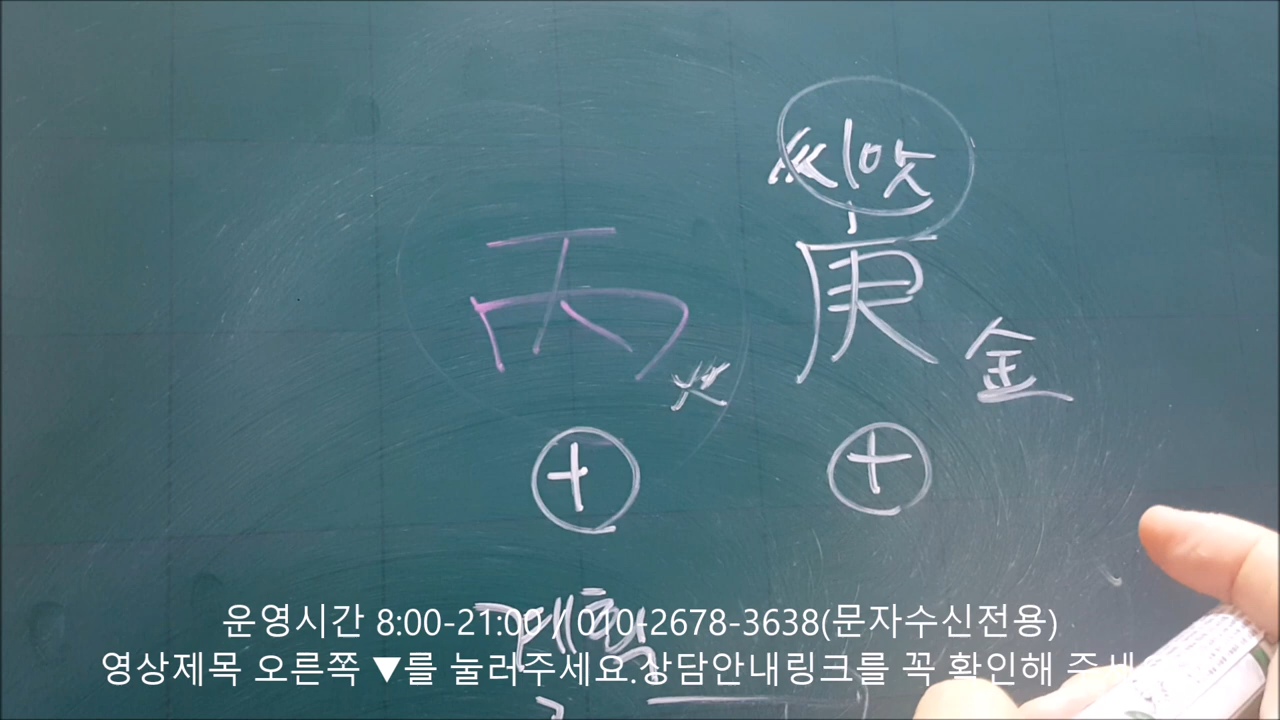 씨앗
丙 庚
火 金
+ +
운영시간 8:00-21:00 / 010-2678-3638(문자수신전용)
영상제목 오른쪽 ▼를 눌러주세요.상담안내링크를 꼭 확인해 주세